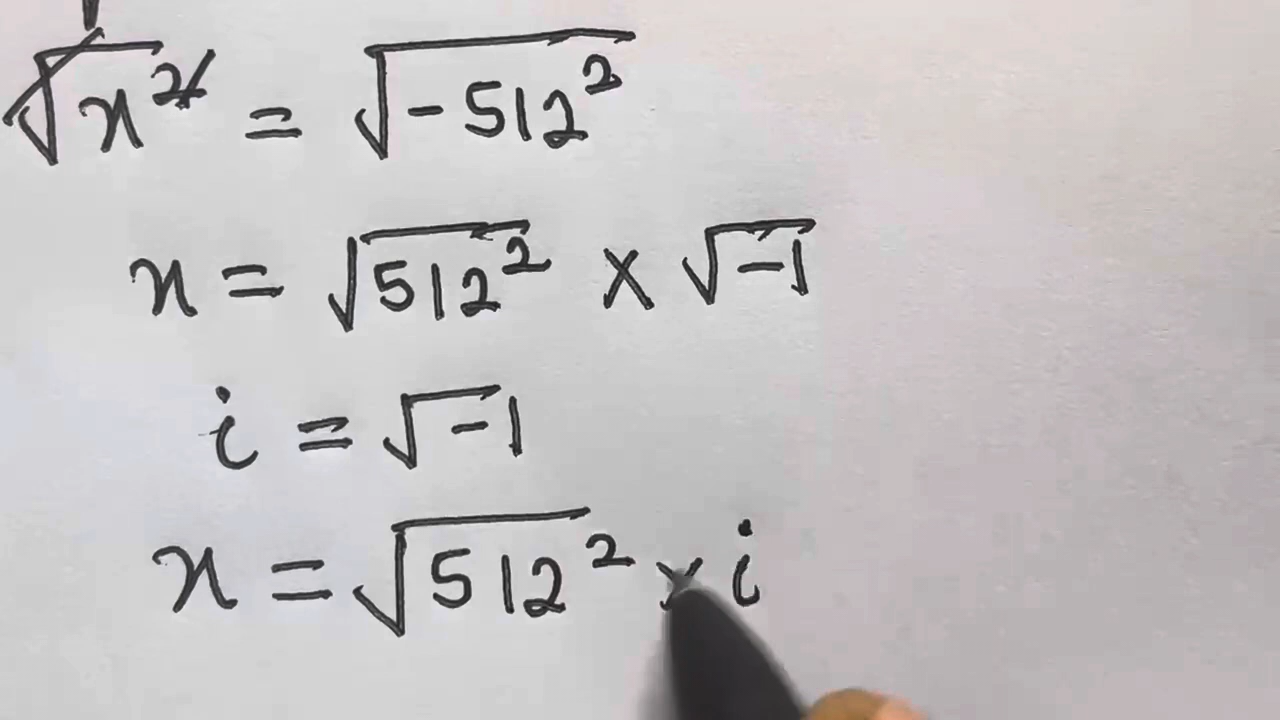 √x² = √-512²
x = √512² × √-1
i = √-1
x = √512² × i